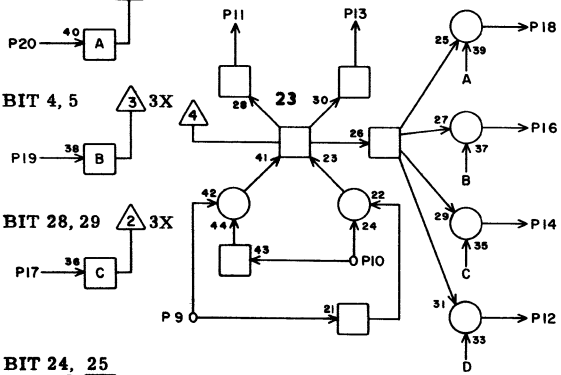 P11 P13
P20 40 A
25 P18
39
A
28 23 30
BIT 4, 5 3 3X
4
P19 38 B
26 27 P16
37
B
41 23
42 22
BIT 28, 29 2 3X
44 24
29 P14
35
C
P17 36 C
43 P10
P9 21
31 P12
33
D
BIT 24, 25